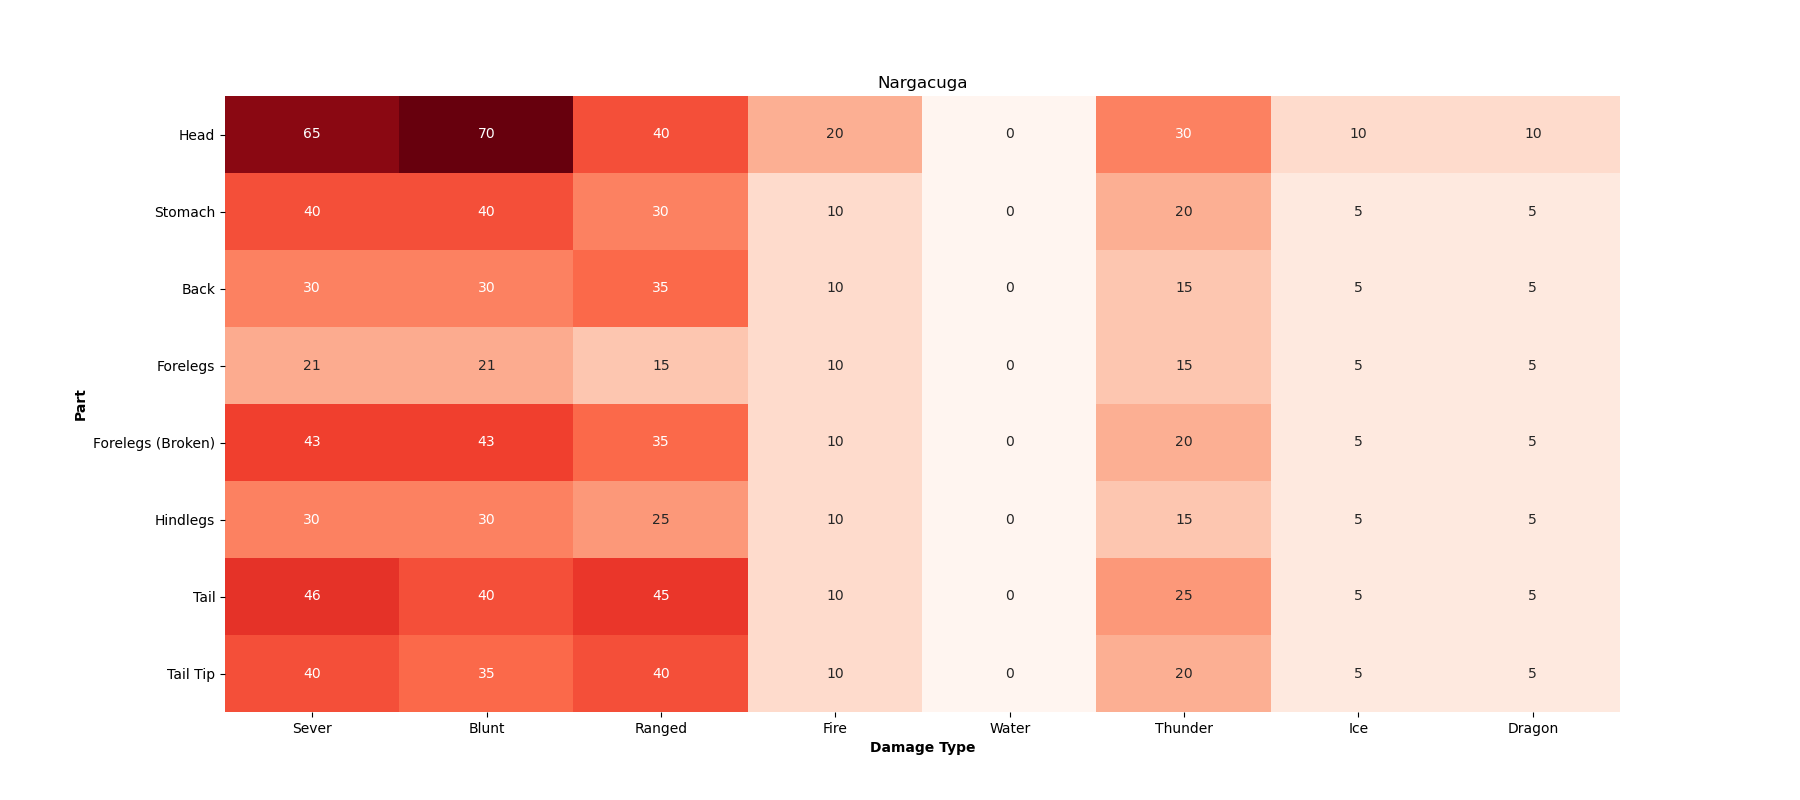 Nargacuga
Part
Head 65 70 40 20 0 30 10 10
Stomach 40 40 30 10 0 20 5 5
Back 30 30 35 10 0 15 5 5
Forelegs 21 21 15 10 0 15 5 5
Forelegs (Broken) 43 43 35 10 0 20 5 5
Hindlegs 30 30 25 10 0 15 5 5
Tail 46 40 45 10 0 25 5 5
Tail Tip 40 35 40 10 0 20 5 5
Sever Blunt Ranged Fire Water Thunder Ice Dragon
Damage Type